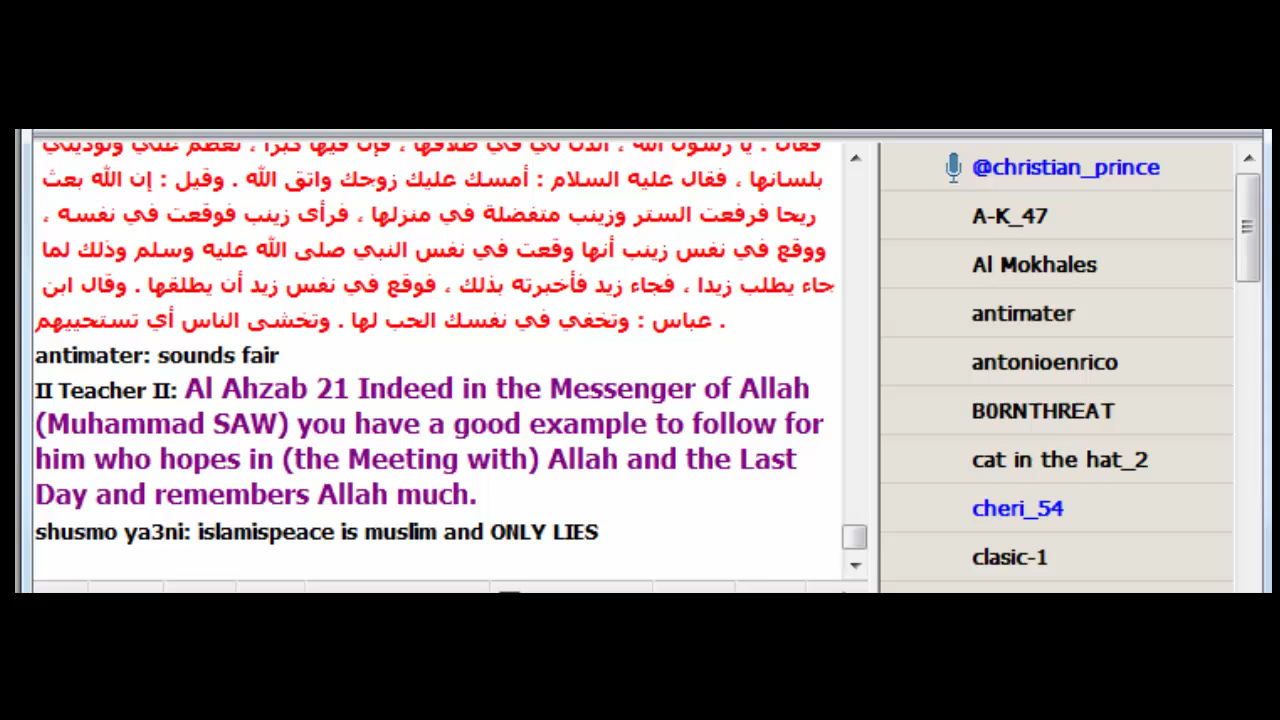 بلسانها ، فقال عليه السلام : أمسك عليك زوجك واتق الله . وقيل : إن الله بعث
ريحا فرفعت الستر وزينب متفضلة في منزلها ، فرأى زينب فوقعت في نفسه ،
ووقع في نفس زينب أنها وقعت في نفس النبي صلى الله عليه وسلم وذلك لما
جاء يطلب زيدا ، فجاء زيد فأخبرته بذلك ، فوقع في نفس زيد أن يطلقها . وقال ابن
عباس : وتخفي في نفسك الحب لها . وتخشى الناس أي تستحييهم .
antimater: sounds fair
II Teacher II: Al Ahzab 21 Indeed in the Messenger of Allah
(Muhammad SAW) you have a good example to follow for
him who hopes in (the Meeting with) Allah and the Last
Day and remembers Allah much.
shusmo ya3ni: islamispeace is muslim and ONLY LIES
@christian_prince
A-K_47
Al Mokhales
antimater
antonioenrico
B0RNTHREAT
cat in the hat_2
cheri_54
clasic-1